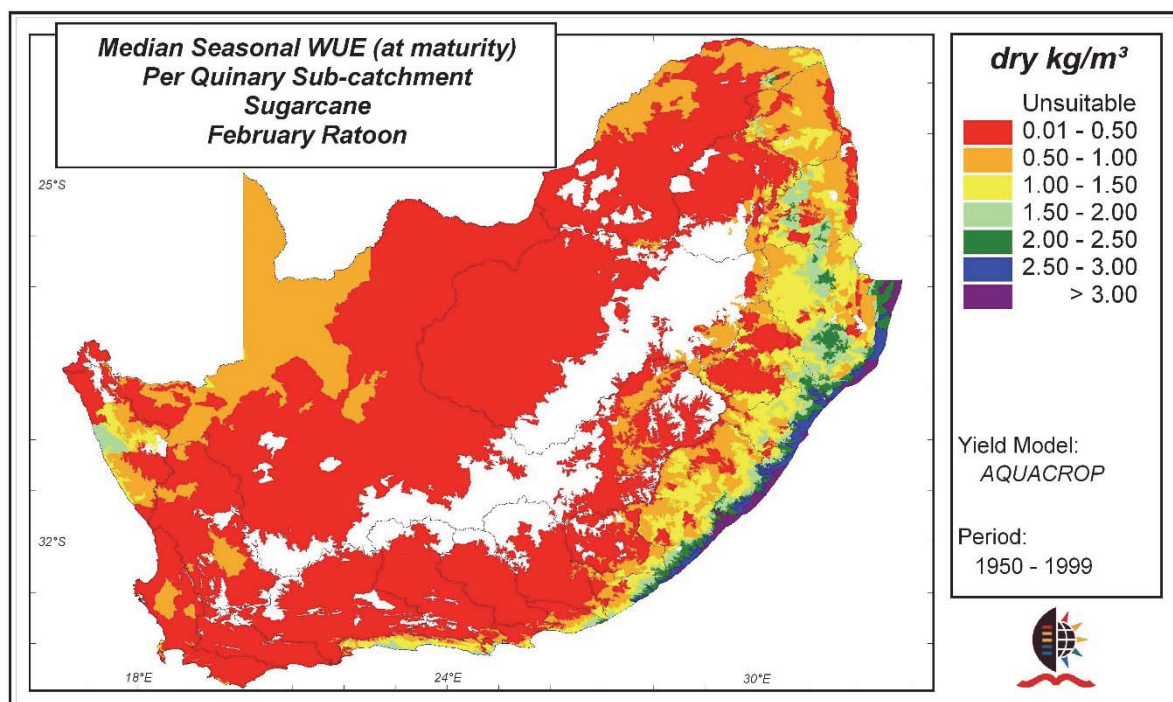 Median Seasonal WUE (at maturity)
Per Quinary Sub-catchment
Sugarcane
February Ratoon
25°S
32°S
18°E
24°E
30°E
dry kg/m³
Unsuitable
0.01 - 0.50
0.50 - 1.00
1.00 - 1.50
1.50 - 2.00
2.00 - 2.50
2.50 - 3.00
> 3.00
Yield Model:
AQUACROP
Period:
1950 - 1999